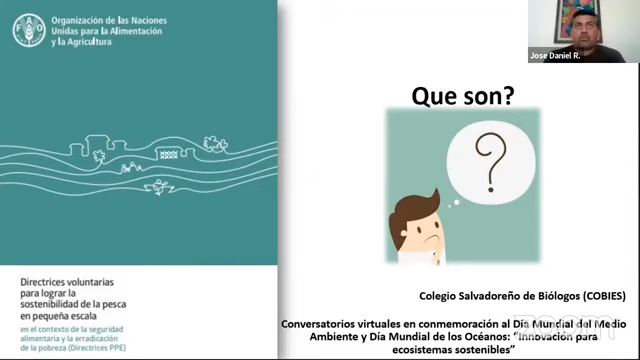 FAO
Organización de las Naciones
Unidas para la Alimentación
y la Agricultura
Jose Daniel R.
Que son?
?
Directrices voluntarias
para lograr la
sostenibilidad de la pesca
en pequeña escala
en el contexto de la seguridad
alimentaria y la erradicación
de la pobreza (Directrices PPE)
Colegio Salvadoreño de Biólogos (COBIES)
Conversatorios virtuales en conmemoración al Día Mundial del Medio
Ambiente y Día Mundial de los Océanos: "Innovación para
ecosistemas sostenibles"
zoom